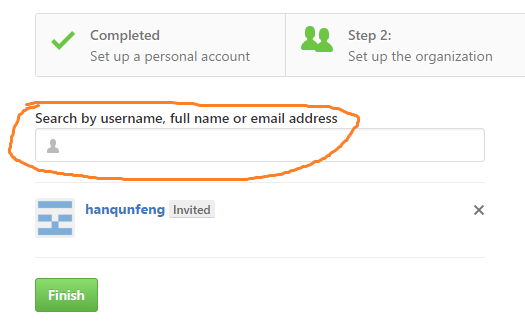 Completed
Set up a personal account
Step 2:
Set up the organization
Search by username, full name or email address
hanqunfeng Invited
Finish